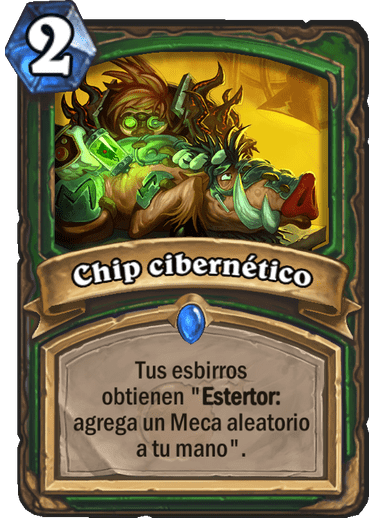 2
Chip cibernético
Tus esbirros
obtienen "Estertor:
agrega un Meca aleatorio
a tu mano".